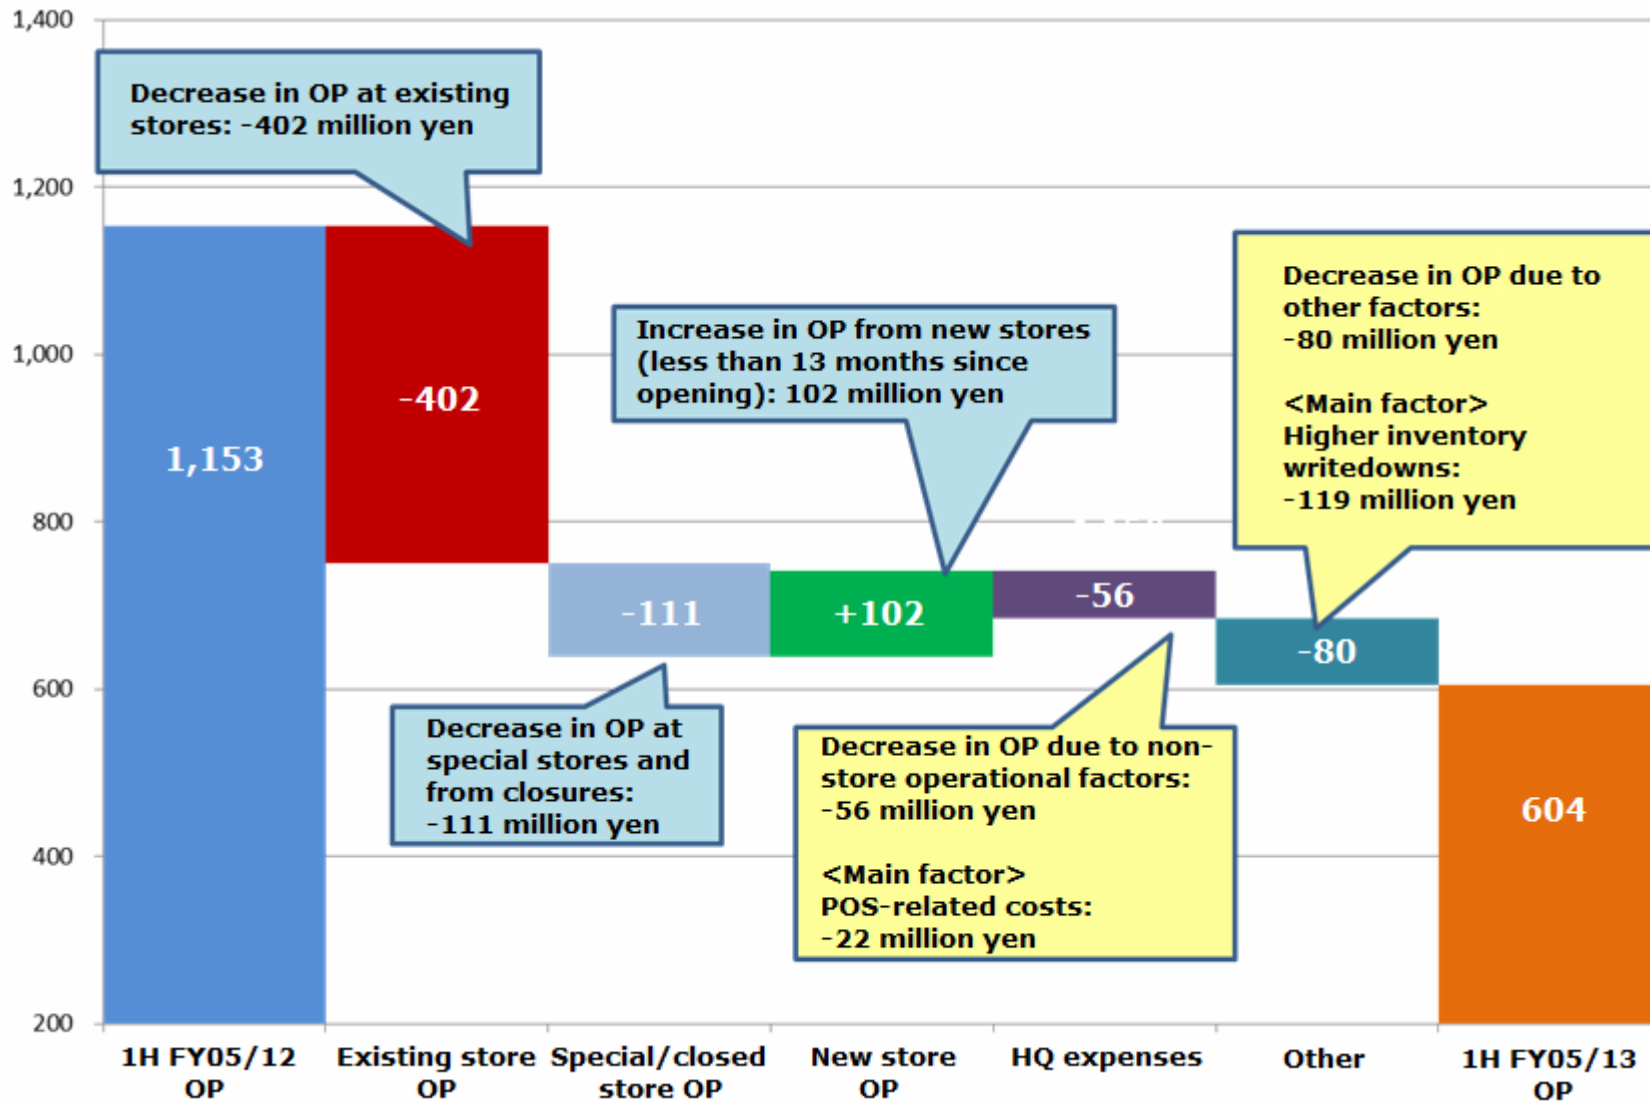 1,400
Decrease in OP at existing
stores: -402 million yen
1,200
Decrease in OP due to
other factors:
-80 million yen
<Main factor>
Higher inventory
writedowns:
-119 million yen
Increase in OP from new stores
(less than 13 months since
opening): 102 million yen
1,000
-402
1,153
800
-111
+102
-56
-80
600
Decrease in OP at
special stores and
from closures:
-111 million yen
Decrease in OP due to non-
store operational factors:
-56 million yen
<Main factor>
POS-related costs:
-22 million yen
604
400
200
1H FY05/12
OP
Existing store
OP
Special/closed
store OP
New store
OP
HQ expenses
Other
1H FY05/13
OP